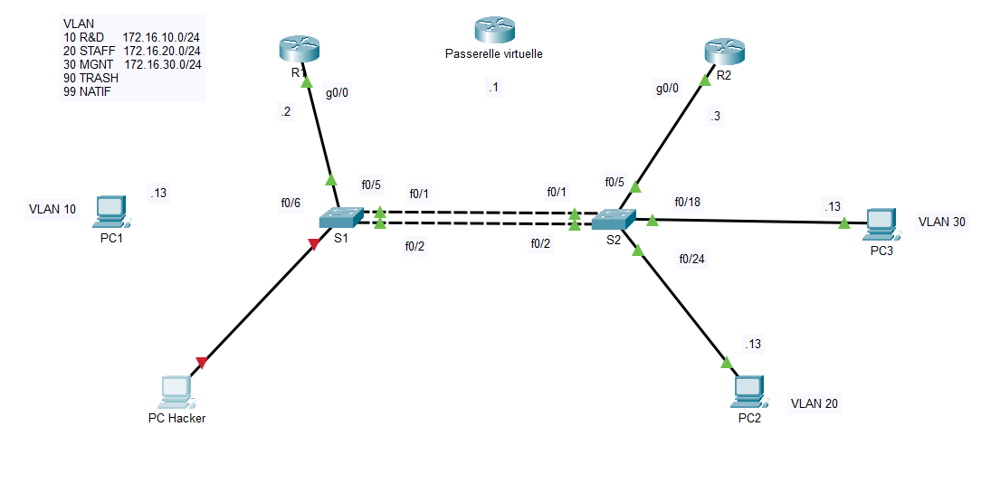 VLAN
10 R&D 172.16.10.0/24
20 STAFF 172.16.20.0/24
30 MGNT 172.16.30.0/24
90 TRASH
99 NATIF
Passerelle virtuelle
.1
R1
g0/0
.2
R2
g0/0
.3
VLAN 10
.13
PC1
f0/6
f0/5
f0/1
f0/2
S1
f0/1
f0/2
f0/5
S2
f0/18
f0/24
.13
VLAN 30
PC3
.13
VLAN 20
PC2
PC Hacker